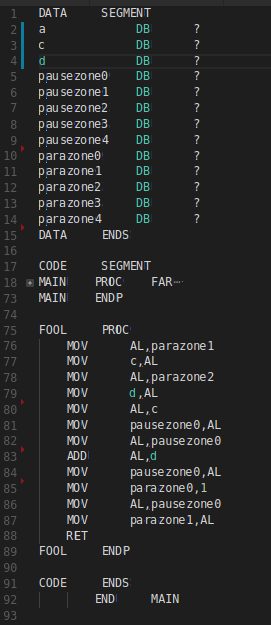 1 DATA SEGMENT
2 a DB ?
3 c DB ?
4 d DB ?
5 pausezone0 DB ?
6 pausezone1 DB ?
7 pausezone2 DB ?
8 pausezone3 DB ?
9 pausezone4 DB ?
10 parazone0 DB ?
11 parazone1 DB ?
12 parazone2 DB ?
13 parazone3 DB ?
14 parazone4 DB ?
15 DATA ENDS
16
17 CODE SEGMENT
18 MAIN PROC FAR⋯
73 MAIN ENDP
74
75 FOOL PROC
76 MOV AL,parazone1
77 MOV c,AL
78 MOV AL,parazone2
79 MOV d,AL
80 MOV AL,c
81 MOV pausezone0,AL
82 MOV AL,pausezone0
83 ADD AL,d
84 MOV pausezone0,AL
85 MOV parazone0,1
86 MOV AL,pausezone0
87 MOV parazone1,AL
88 RET
89 FOOL ENDP
90
91 CODE ENDS
92 END MAIN
93